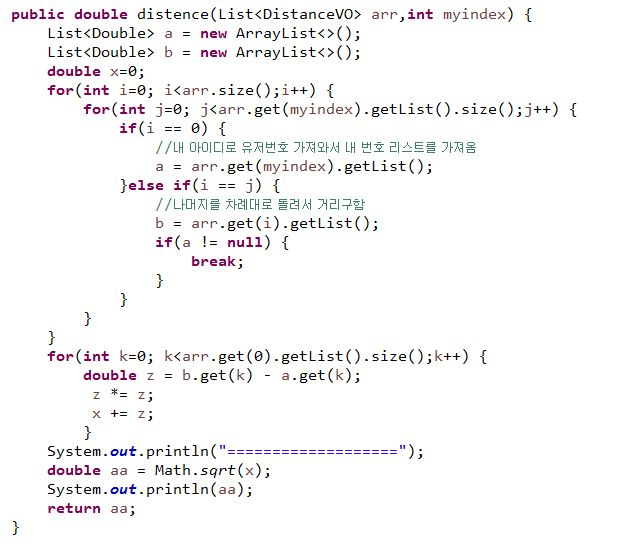 public double distence(List<DistanceVO> arr,int myindex) {
    List<Double> a = new ArrayList<>();
    List<Double> b = new ArrayList<>();
    double x=0;
    for(int i=0; i<arr.size();i++) {
        for(int j=0; j<arr.get(myindex).getList().size();j++) {
            if(i == 0) {
                //내 아이디로 유저번호 가져와서 내 번호 리스트를 가져옴
                a = arr.get(myindex).getList();
            }else if(i == j) {
                //나머지를 차례대로 돌려서 거리구함
                b = arr.get(i).getList();
                if(a != null) {
                    break;
                }
            }
        }
    }
    for(int k=0; k<arr.get(0).getList().size();k++) {
        double z = b.get(k) - a.get(k);
         z *= z;
         x += z;
        }
    System.out.println("===================");
    double aa = Math.sqrt(x);
    System.out.println(aa);
    return aa;
}